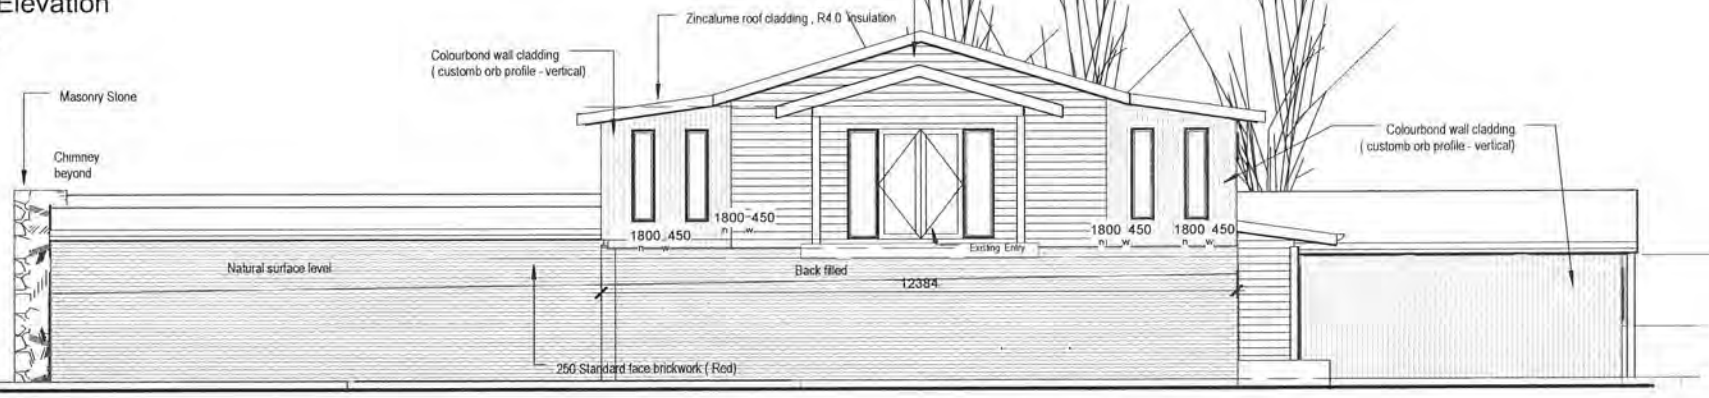 Elevation
Zincalume roof cladding , R4.0 Insulation
Colourbond wall cladding
( customb orb profile - vertical)
Masonry Stone
Colourbond wall cladding
( customb orb profile - vertical)
Chimney
beyond
1800 450
h w
1800 450
h w
1800 450
h w
1800 450
h w
Existing Entry
Natural surface level
Back filled
12384
250 Standard face brickwork ( Red)